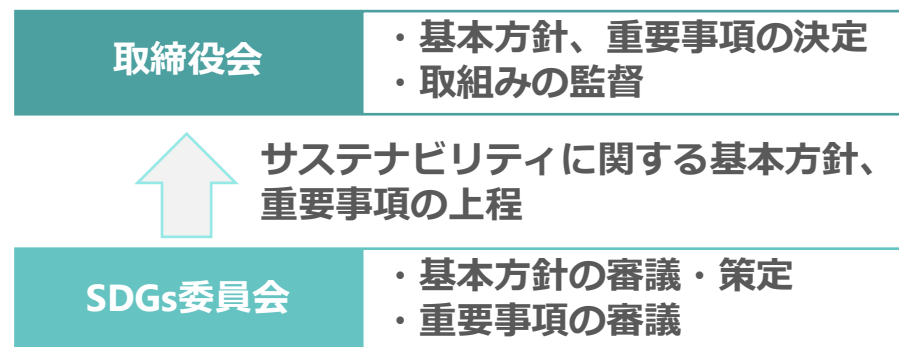 取締役会
・基本方針、重要事項の決定
・取組みの監督
サステナビリティに関する基本方針、
重要事項の上程
SDGs委員会
・基本方針の審議・策定
・重要事項の審議